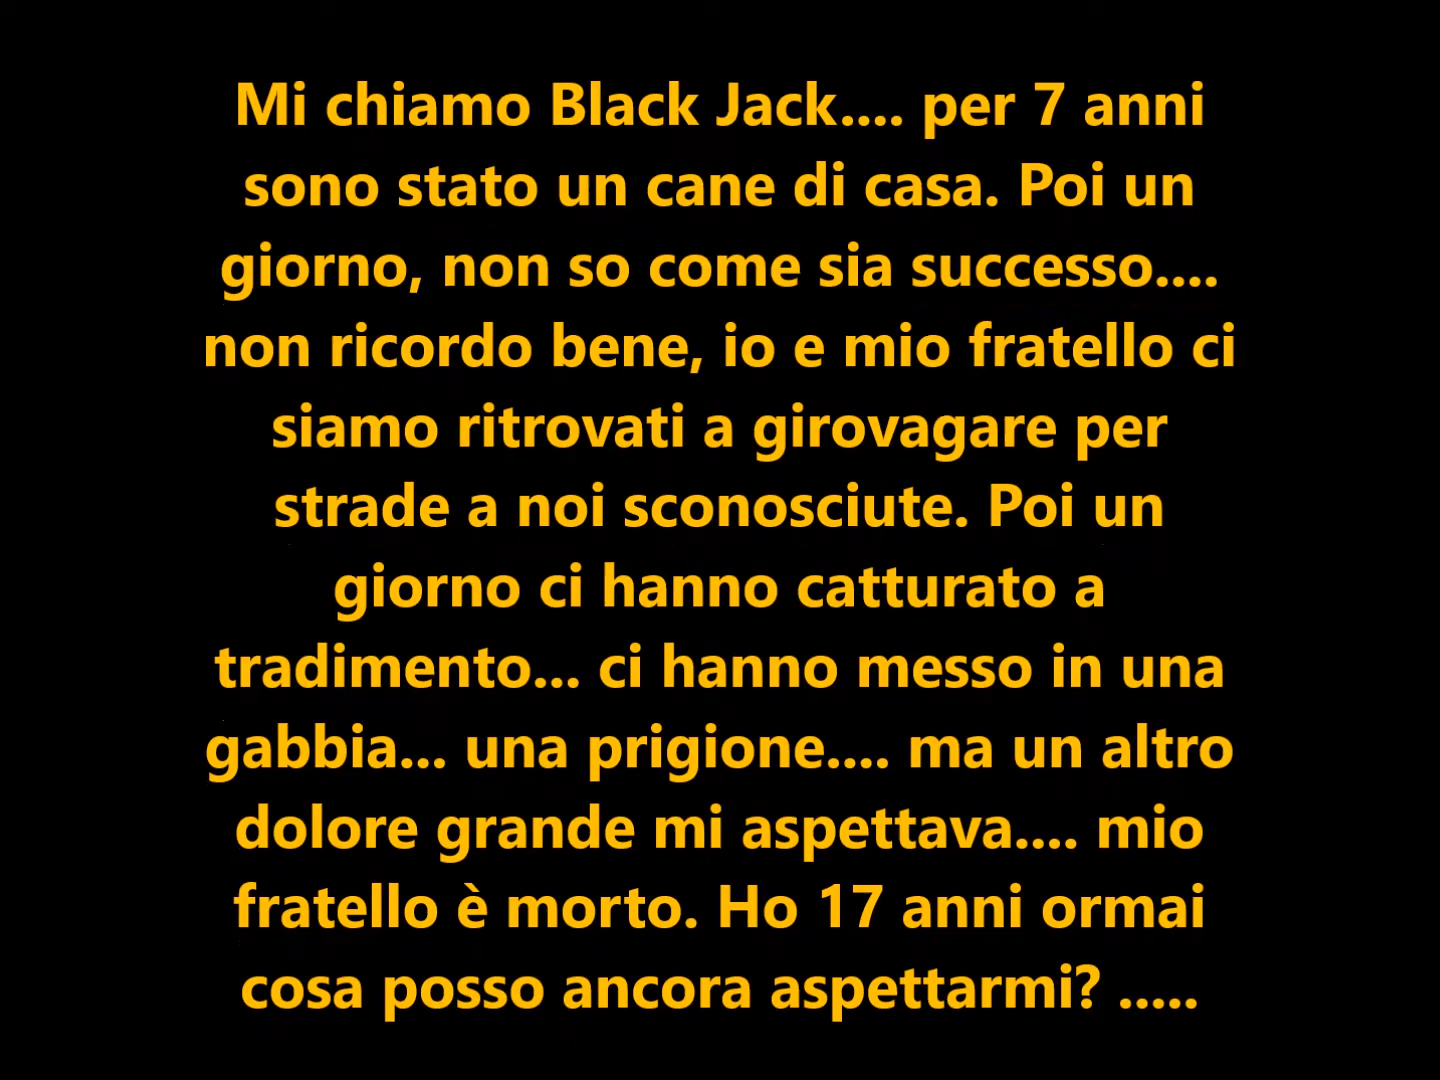 Mi chiamo Black Jack.... per 7 anni
sono stato un cane di casa. Poi un
giorno, non so come sia successo....
non ricordo bene, io e mio fratello ci
siamo ritrovati a girovagare per
strade a noi sconosciute. Poi un
giorno ci hanno catturato a
tradimento... ci hanno messo in una
gabbia... una prigione.... ma un altro
dolore grande mi aspettava.... mio
fratello è morto. Ho 17 anni ormai
cosa posso ancora aspettarmi? .....